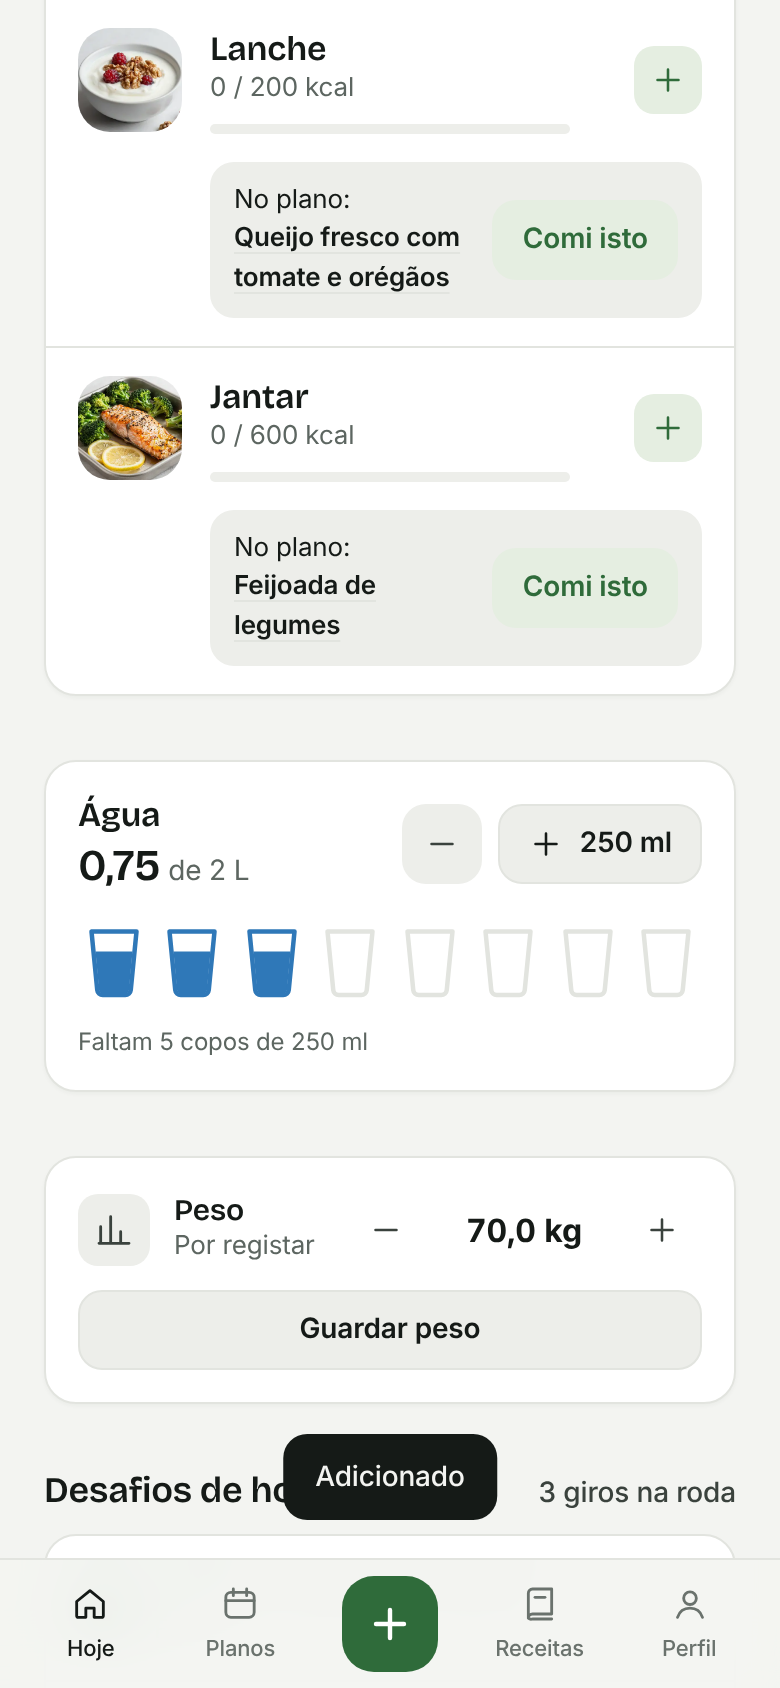 Lanche
0 / 200 kcal
No plano:
Queijo fresco com
tomate e orégãos
Comi isto
Jantar
0 / 600 kcal
No plano:
Feijoada de
legumes
Comi isto
Água
0,75 de 2 L
250 ml
Faltam 5 copos de 250 ml
Peso
Por registar
70,0 kg
Guardar peso
Desafios de
Adicionado
3 giros na roda
Hoje
Planos
Receitas
Perfil